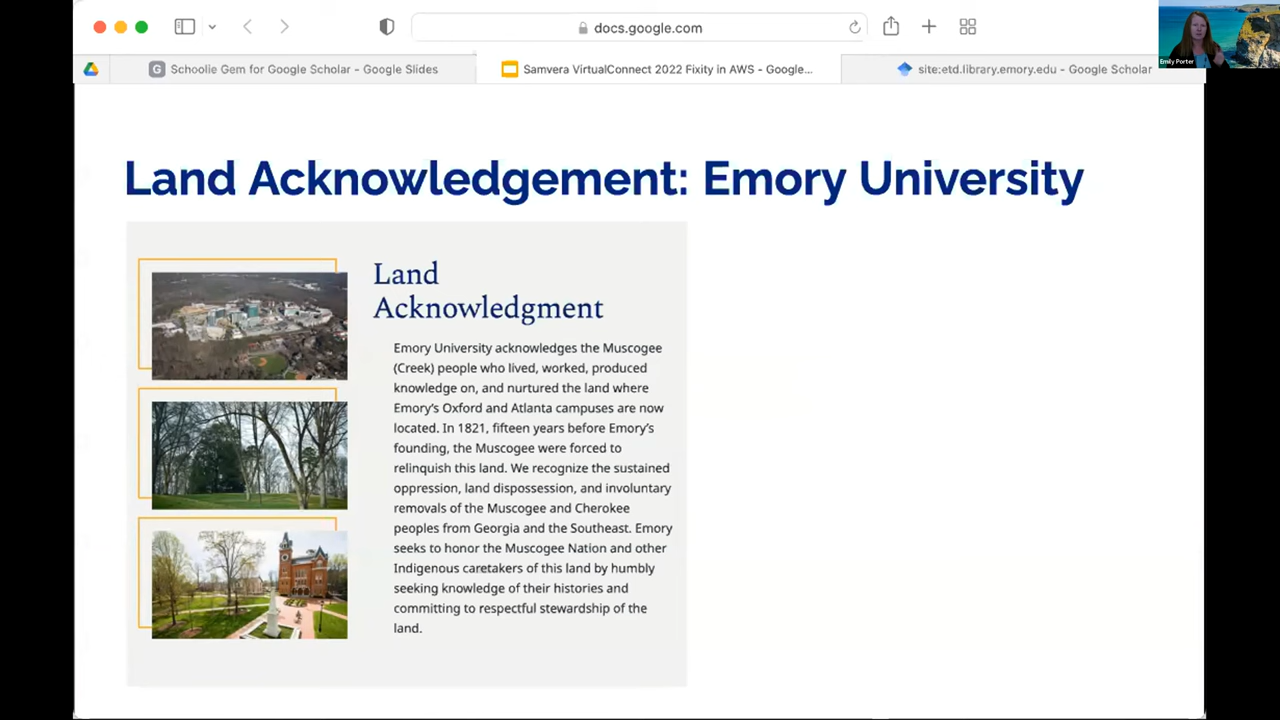 docs.google.com
Schoolie Gem for Google Scholar - Google Slides
Samvera VirtualConnect 2022 Fixity in AWS - Google...
site:etd.library.emory.edu - Google Scholar
Emily Porter
Land Acknowledgement: Emory University
Land
Acknowledgment
Emory University acknowledges the Muscogee
(Creek) people who lived, worked, produced
knowledge on, and nurtured the land where
Emory's Oxford and Atlanta campuses are now
located. In 1821, fifteen years before Emory's
founding, the Muscogee were forced to
relinquish this land. We recognize the sustained
oppression, land dispossession, and involuntary
removals of the Muscogee and Cherokee
peoples from Georgia and the Southeast. Emory
seeks to honor the Muscogee Nation and other
Indigenous caretakers of this land by humbly
seeking knowledge of their histories and
committing to respectful stewardship of the
land.